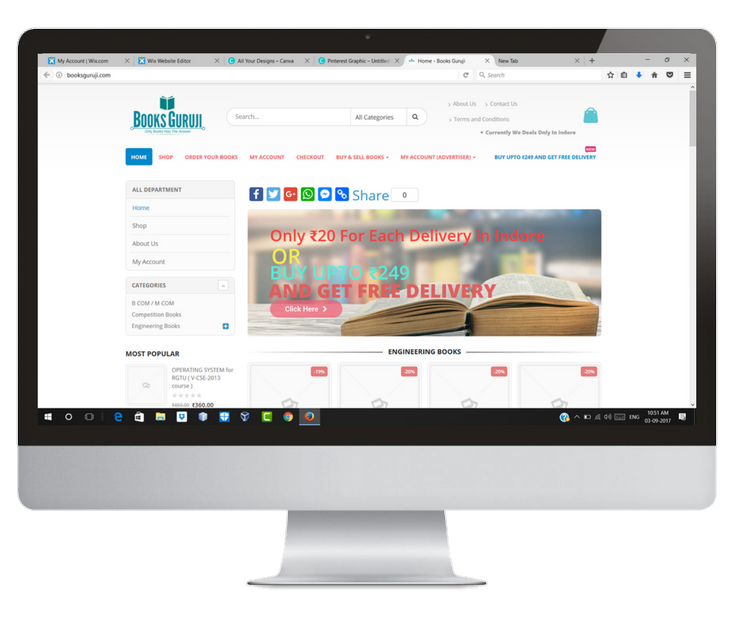 My Account | Wix.com
Wix Website Editor
All Your Designs – Canva
Pinterest Graphic – Untitled
Home - Books Guruji
New Tab
booksguruji.com
Search
BOOKS GURUJI
Only Books Has The Answer
Search...
All Categories
About Us
Contact Us
Terms and Conditions
Currently We Deals Only In Indore
HOME
SHOP
ORDER YOUR BOOKS
MY ACCOUNT
CHECKOUT
BUY & SELL BOOKS
MY ACCOUNT (ADVERTISER)
NEW
BUY UPTO ₹249 AND GET FREE DELIVERY
ALL DEPARTMENT
Home
Shop
About Us
My Account
CATEGORIES
B COM / M COM
Competition Books
Engineering Books
MOST POPULAR
OPERATING SYSTEM for
RGTU ( V-CSE-2013
course )
₹360.00
Share
0
Only ₹20 For Each Delivery in Indore
OR
BUY UPTO ₹249
AND GET FREE DELIVERY
Click Here
ENGINEERING BOOKS
-19%
-20%
-20%
-20%
ENG
10:51 AM
03-09-2017